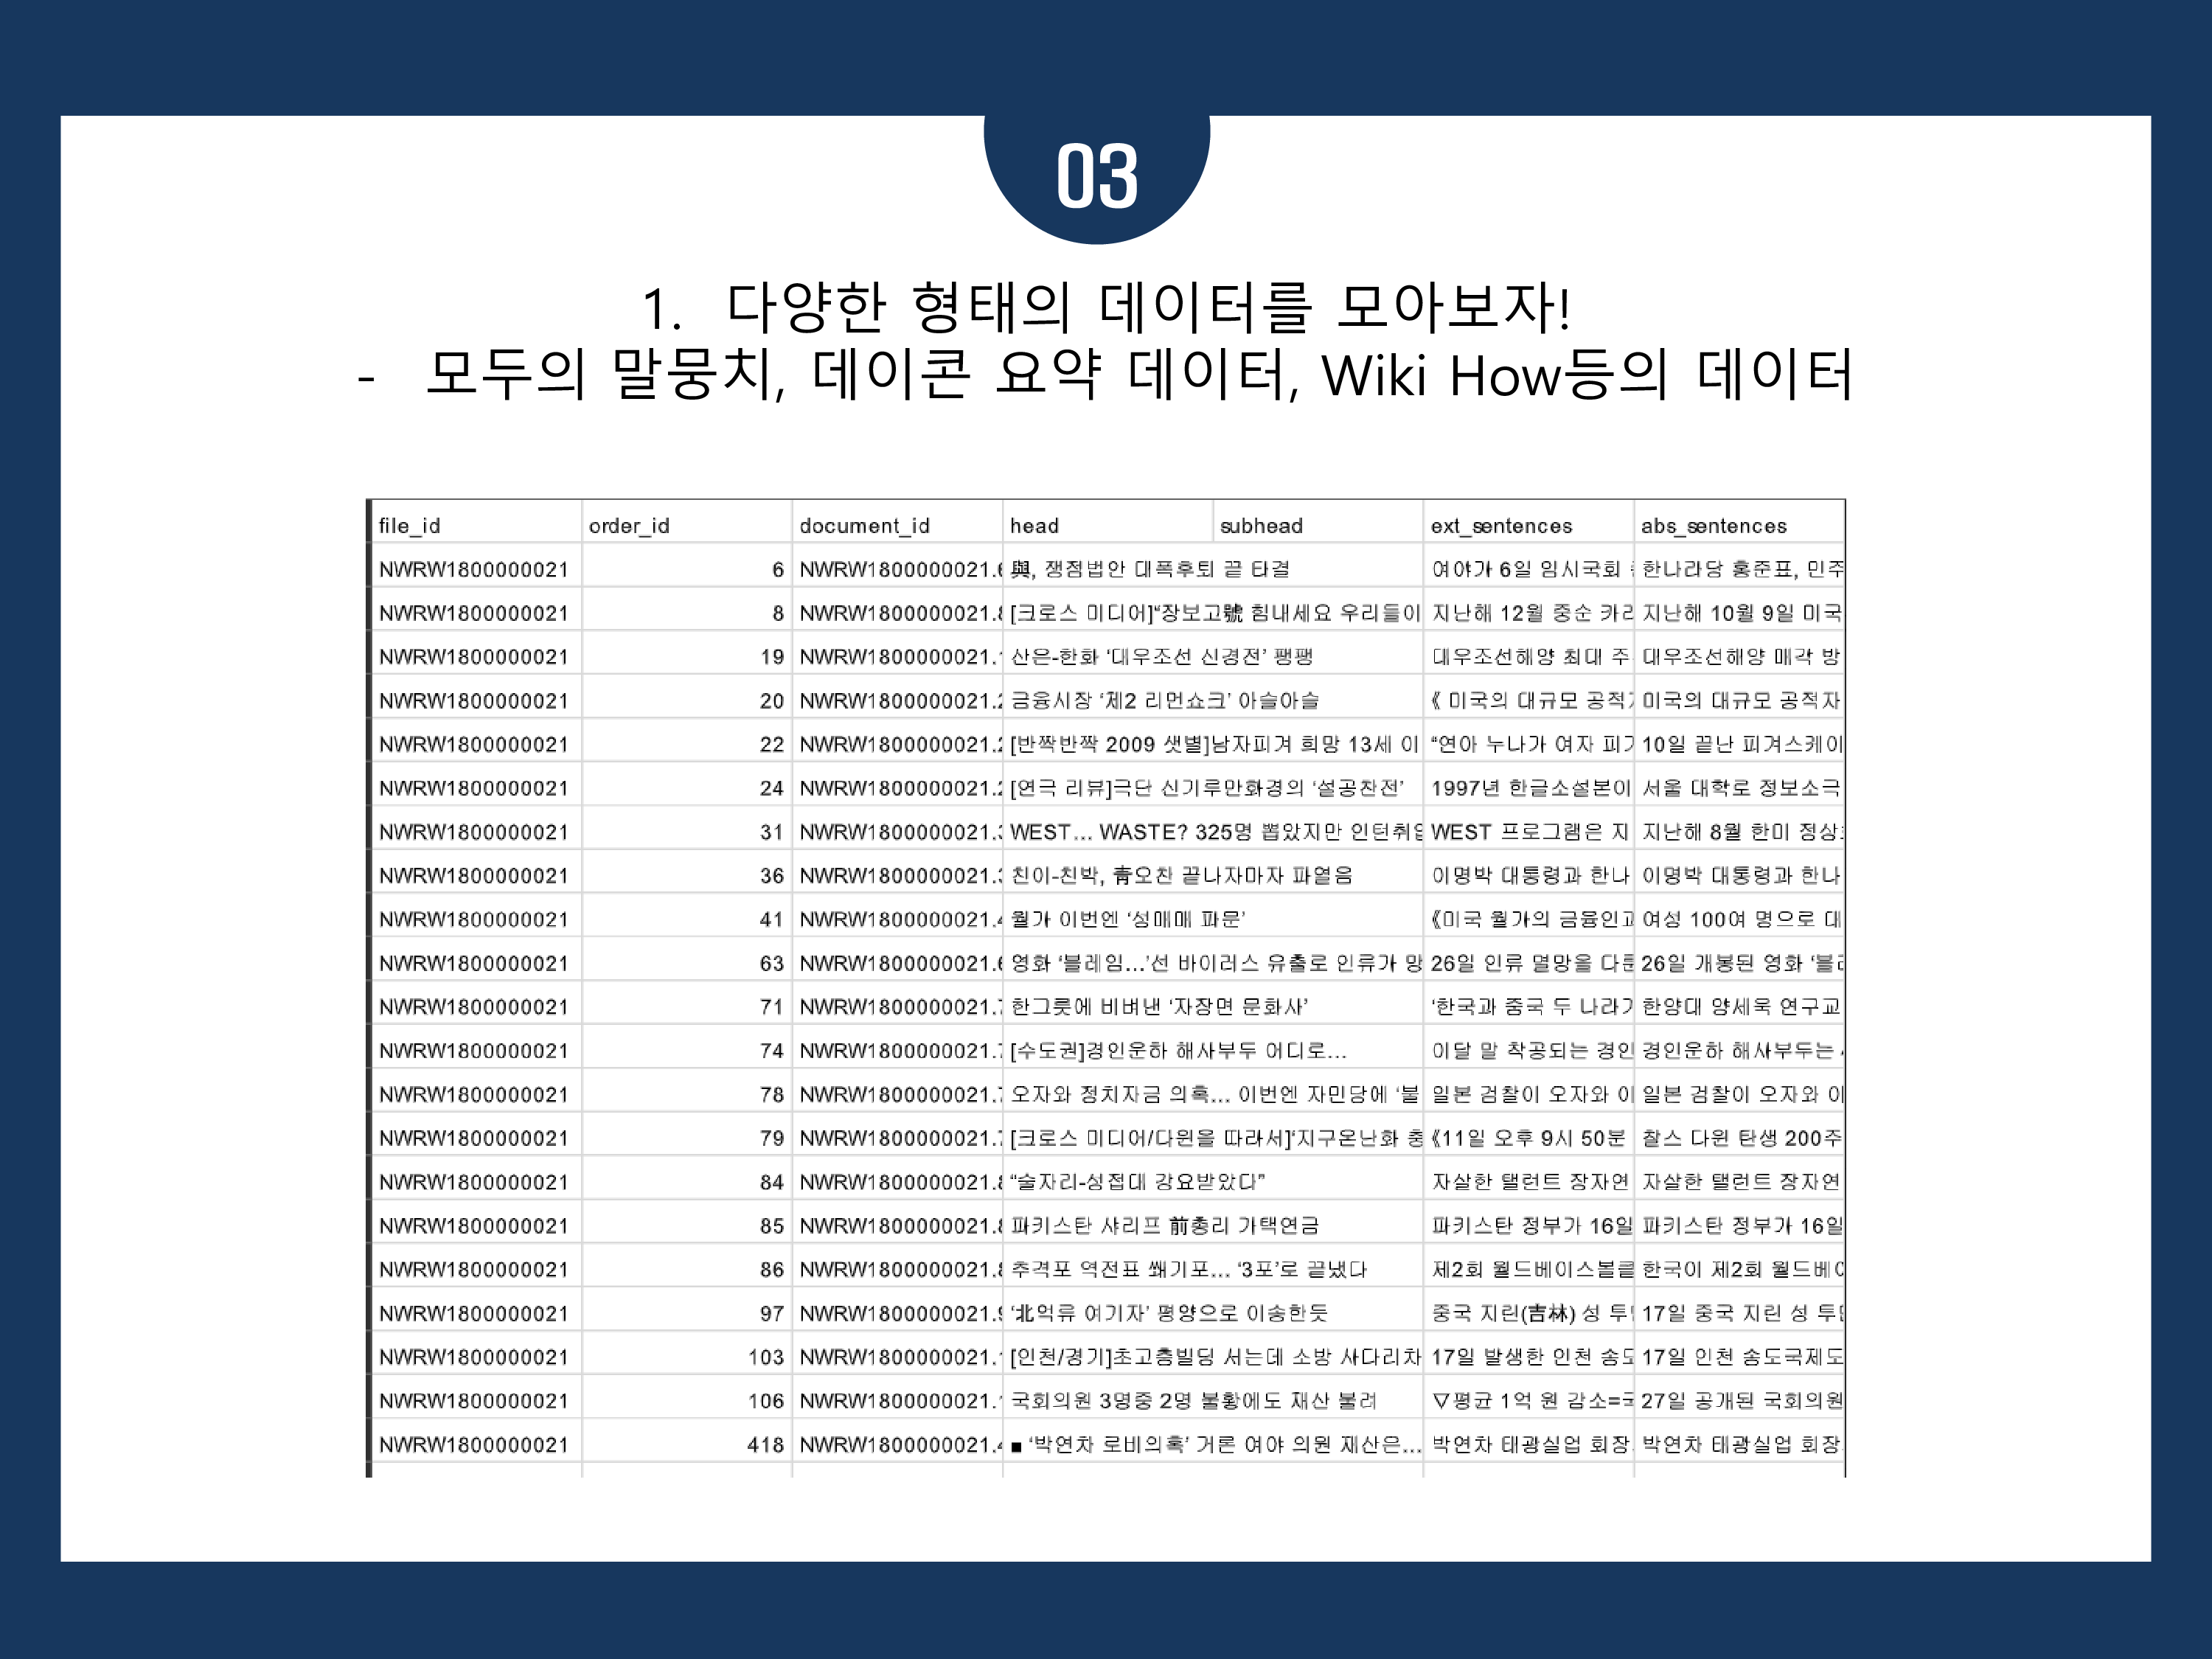 03
1. 다양한 형태의 데이터를 모아보자!
- 모두의 말뭉치, 데이콘 요약 데이터, Wiki How등의 데이터
file_id order_id document_id head subhead ext_sentences abs_sentences
NWRW1800000021 6 NWRW1800000021.6 與, 쟁점법안 대폭후퇴 끝 타결 여야가 6일 임시국회 한나라당 홍준표, 민주
NWRW1800000021 8 NWRW1800000021.8 [크로스 미디어]“장보고號 힘내세요 우리들이 지난해 12월 중순 카리 지난해 10월 9일 미국
NWRW1800000021 19 NWRW1800000021.1 산은-한화 ‘대우조선 신경전’ 팽팽 대우조선해양 최대 주 대우조선해양 매각 방
NWRW1800000021 20 NWRW1800000021.2 금융시장 ‘제2 리먼쇼크’ 아슬아슬 《 미국의 대규모 공적 미국의 대규모 공적자
NWRW1800000021 22 NWRW1800000021.2 [반짝반짝 2009 샛별]남자피겨 희망 13세 이 “연아 누나가 여자 피겨 10일 끝난 피겨스케이
NWRW1800000021 24 NWRW1800000021.2 [연극 리뷰]극단 신기루만화경의 ‘설공찬전’ 1997년 한글소설본이 서울 대학로 정보소극
NWRW1800000021 31 NWRW1800000021.3 WEST… WASTE? 325명 뽑았지만 인턴취업 WEST 프로그램은 지 지난해 8월 한미 정상
NWRW1800000021 36 NWRW1800000021.3 친이-친박, 靑오찬 끝나자마자 파열음 이명박 대통령과 한나 이명박 대통령과 한나
NWRW1800000021 41 NWRW1800000021.4 월가 이번엔 ‘성매매 파문’ 《미국 월가의 금융인과 여성 100여 명으로 대
NWRW1800000021 63 NWRW1800000021.6 영화 ‘블레임…’선 바이러스 유출로 인류가 망 26일 인류 멸망을 다룬 26일 개봉된 영화 ‘블레
NWRW1800000021 71 NWRW1800000021.7 한그릇에 비벼낸 ‘자장면 문화사’ ‘한국과 중국 두 나라가 한양대 양세욱 연구교
NWRW1800000021 74 NWRW1800000021.7 [수도권]경인운하 해사부두 어디로… 이달 말 착공되는 경인 경인운하 해사부두는
NWRW1800000021 78 NWRW1800000021.7 오자와 정치자금 의혹… 이번엔 자민당에 ‘불 일본 검찰이 오자와 이 일본 검찰이 오자와 이
NWRW1800000021 79 NWRW1800000021.7 [크로스 미디어/다윈을 따라서]‘지구온난화 충 《11일 오후 9시 50분 찰스 다윈 탄생 200주
NWRW1800000021 84 NWRW1800000021.8 “술자리-성접대 강요받았다” 자살한 탤런트 장자연 자살한 탤런트 장자연
NWRW1800000021 85 NWRW1800000021.8 파키스탄 샤리프 前총리 가택연금 파키스탄 정부가 16일 파키스탄 정부가 16일
NWRW1800000021 86 NWRW1800000021.8 추격포 역전표 쐐기포… ‘3포’로 끝냈다 제2회 월드베이스볼클 한국이 제2회 월드베이
NWRW1800000021 97 NWRW1800000021.9 ‘北억류 여기자’ 평양으로 이송한듯 중국 지린(吉林) 성 투먼 17일 중국 지린 성 투먼
NWRW1800000021 103 NWRW1800000021.1 [인천/경기]초고층빌딩 서는데 소방 사다리차 17일 발생한 인천 송도 17일 인천 송도국제도
NWRW1800000021 106 NWRW1800000021.1 국회의원 3명중 2명 불황에도 재산 불려 ▽평균 1억 원 감소=국 27일 공개된 국회의원
NWRW1800000021 418 NWRW1800000021.4 ■ ‘박연차 로비의혹’ 거론 여야 의원 재산은… 박연차 태광실업 회장 박연차 태광실업 회장